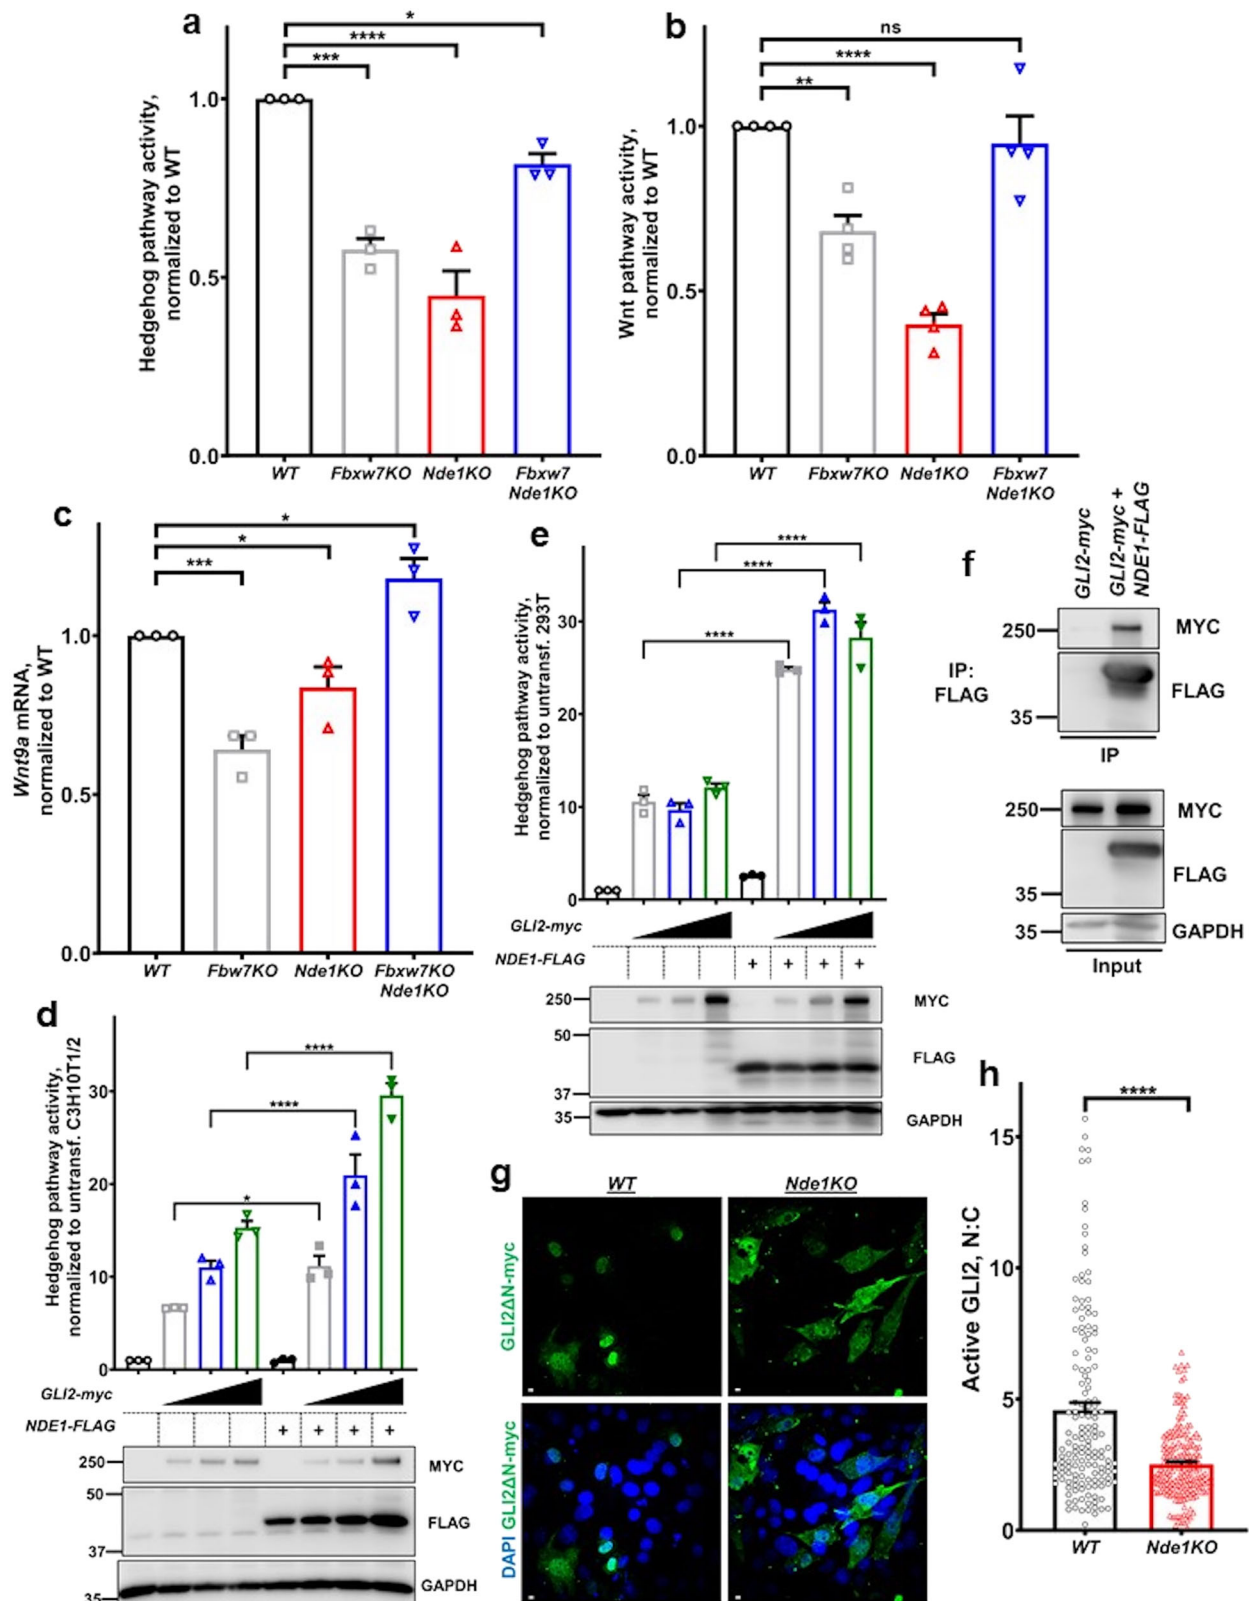 a
Hedgehog pathway activity,
normalized to WT
*
****
***
1.0
0.5
0.0
WT
Fbxw7KO
Nde1KO
Fbxw7
Nde1KO
b
Wnt pathway activity,
normalized to WT
ns
****
**
1.0
0.5
0.0
WT
Fbxw7KO
Nde1KO
Fbxw7
Nde1KO
c
Wnt9a mRNA,
normalized to WT
*
*
***
1.0
0.5
0.0
WT
Fbw7KO
Nde1KO
Fbxw7KO
Nde1KO
d
Hedgehog pathway activity,
normalized to untransf. C3H10T1/2
****
****
*
30
20
10
0
GLI2-myc
NDE1-FLAG
+ + + +
250
MYC
50
FLAG
37
GAPDH
35
e
Hedgehog pathway activity,
normalized to untransf. 293T
****
****
****
30
20
10
0
GLI2-myc
NDE1-FLAG
+ + + +
250
MYC
50
FLAG
37
35
GAPDH
f
GLI2-myc
GLI2-myc +
NDE1-FLAG
IP:
FLAG
250
MYC
FLAG
35
IP
250
MYC
FLAG
35
35
GAPDH
Input
g
WT
Nde1KO
GLI2ΔN-myc
DAPI GLI2ΔN-myc
h
Active GLI2, N:C
****
15
10
5
0
WT
Nde1KO